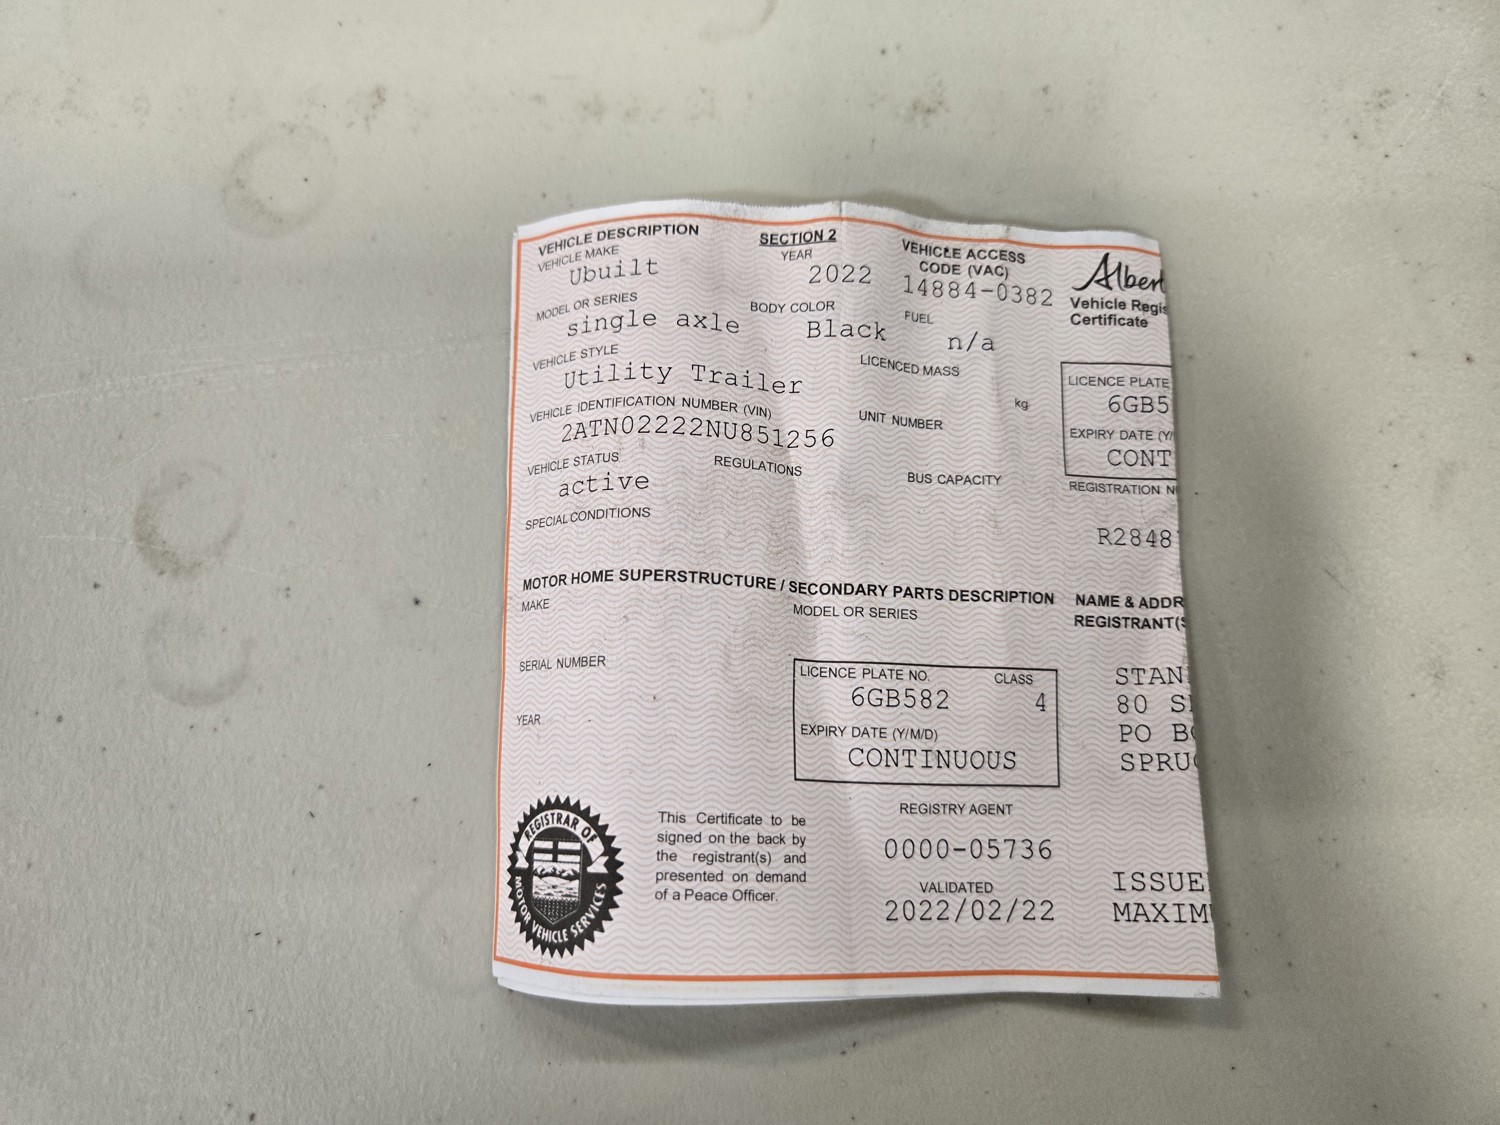 VEHICLE DESCRIPTION SECTION 2
VEHICLE MAKE YEAR VEHICLE ACCESS CODE (VAC)
Ubuilt 2022 14884-0382
MODEL OR SERIES BODY COLOR FUEL
single axle Black n/a
VEHICLE STYLE LICENCED MASS
Utility Trailer kg
VEHICLE IDENTIFICATION NUMBER (VIN) UNIT NUMBER
2ATN02222NU851256
VEHICLE STATUS REGULATIONS BUS CAPACITY
active
SPECIAL CONDITIONS
MOTOR HOME SUPERSTRUCTURE / SECONDARY PARTS DESCRIPTION
MAKE MODEL OR SERIES
SERIAL NUMBER
YEAR
LICENCE PLATE NO. CLASS
6GB582 4
EXPIRY DATE (Y/M/D)
CONTINUOUS
REGISTRAR OF
MOTOR VEHICLE SERVICES
This Certificate to be
signed on the back by
the registrant(s) and
presented on demand
of a Peace Officer.
REGISTRY AGENT
0000-05736
VALIDATED
2022/02/22
Albert
Vehicle Regis
Certificate
LICENCE PLATE
6GB5
EXPIRY DATE (Y/
CONT
REGISTRATION N
R2848
NAME & ADDR
REGISTRANT(S
STAN
80 S
PO B
SPRU
ISSUE
MAXIM